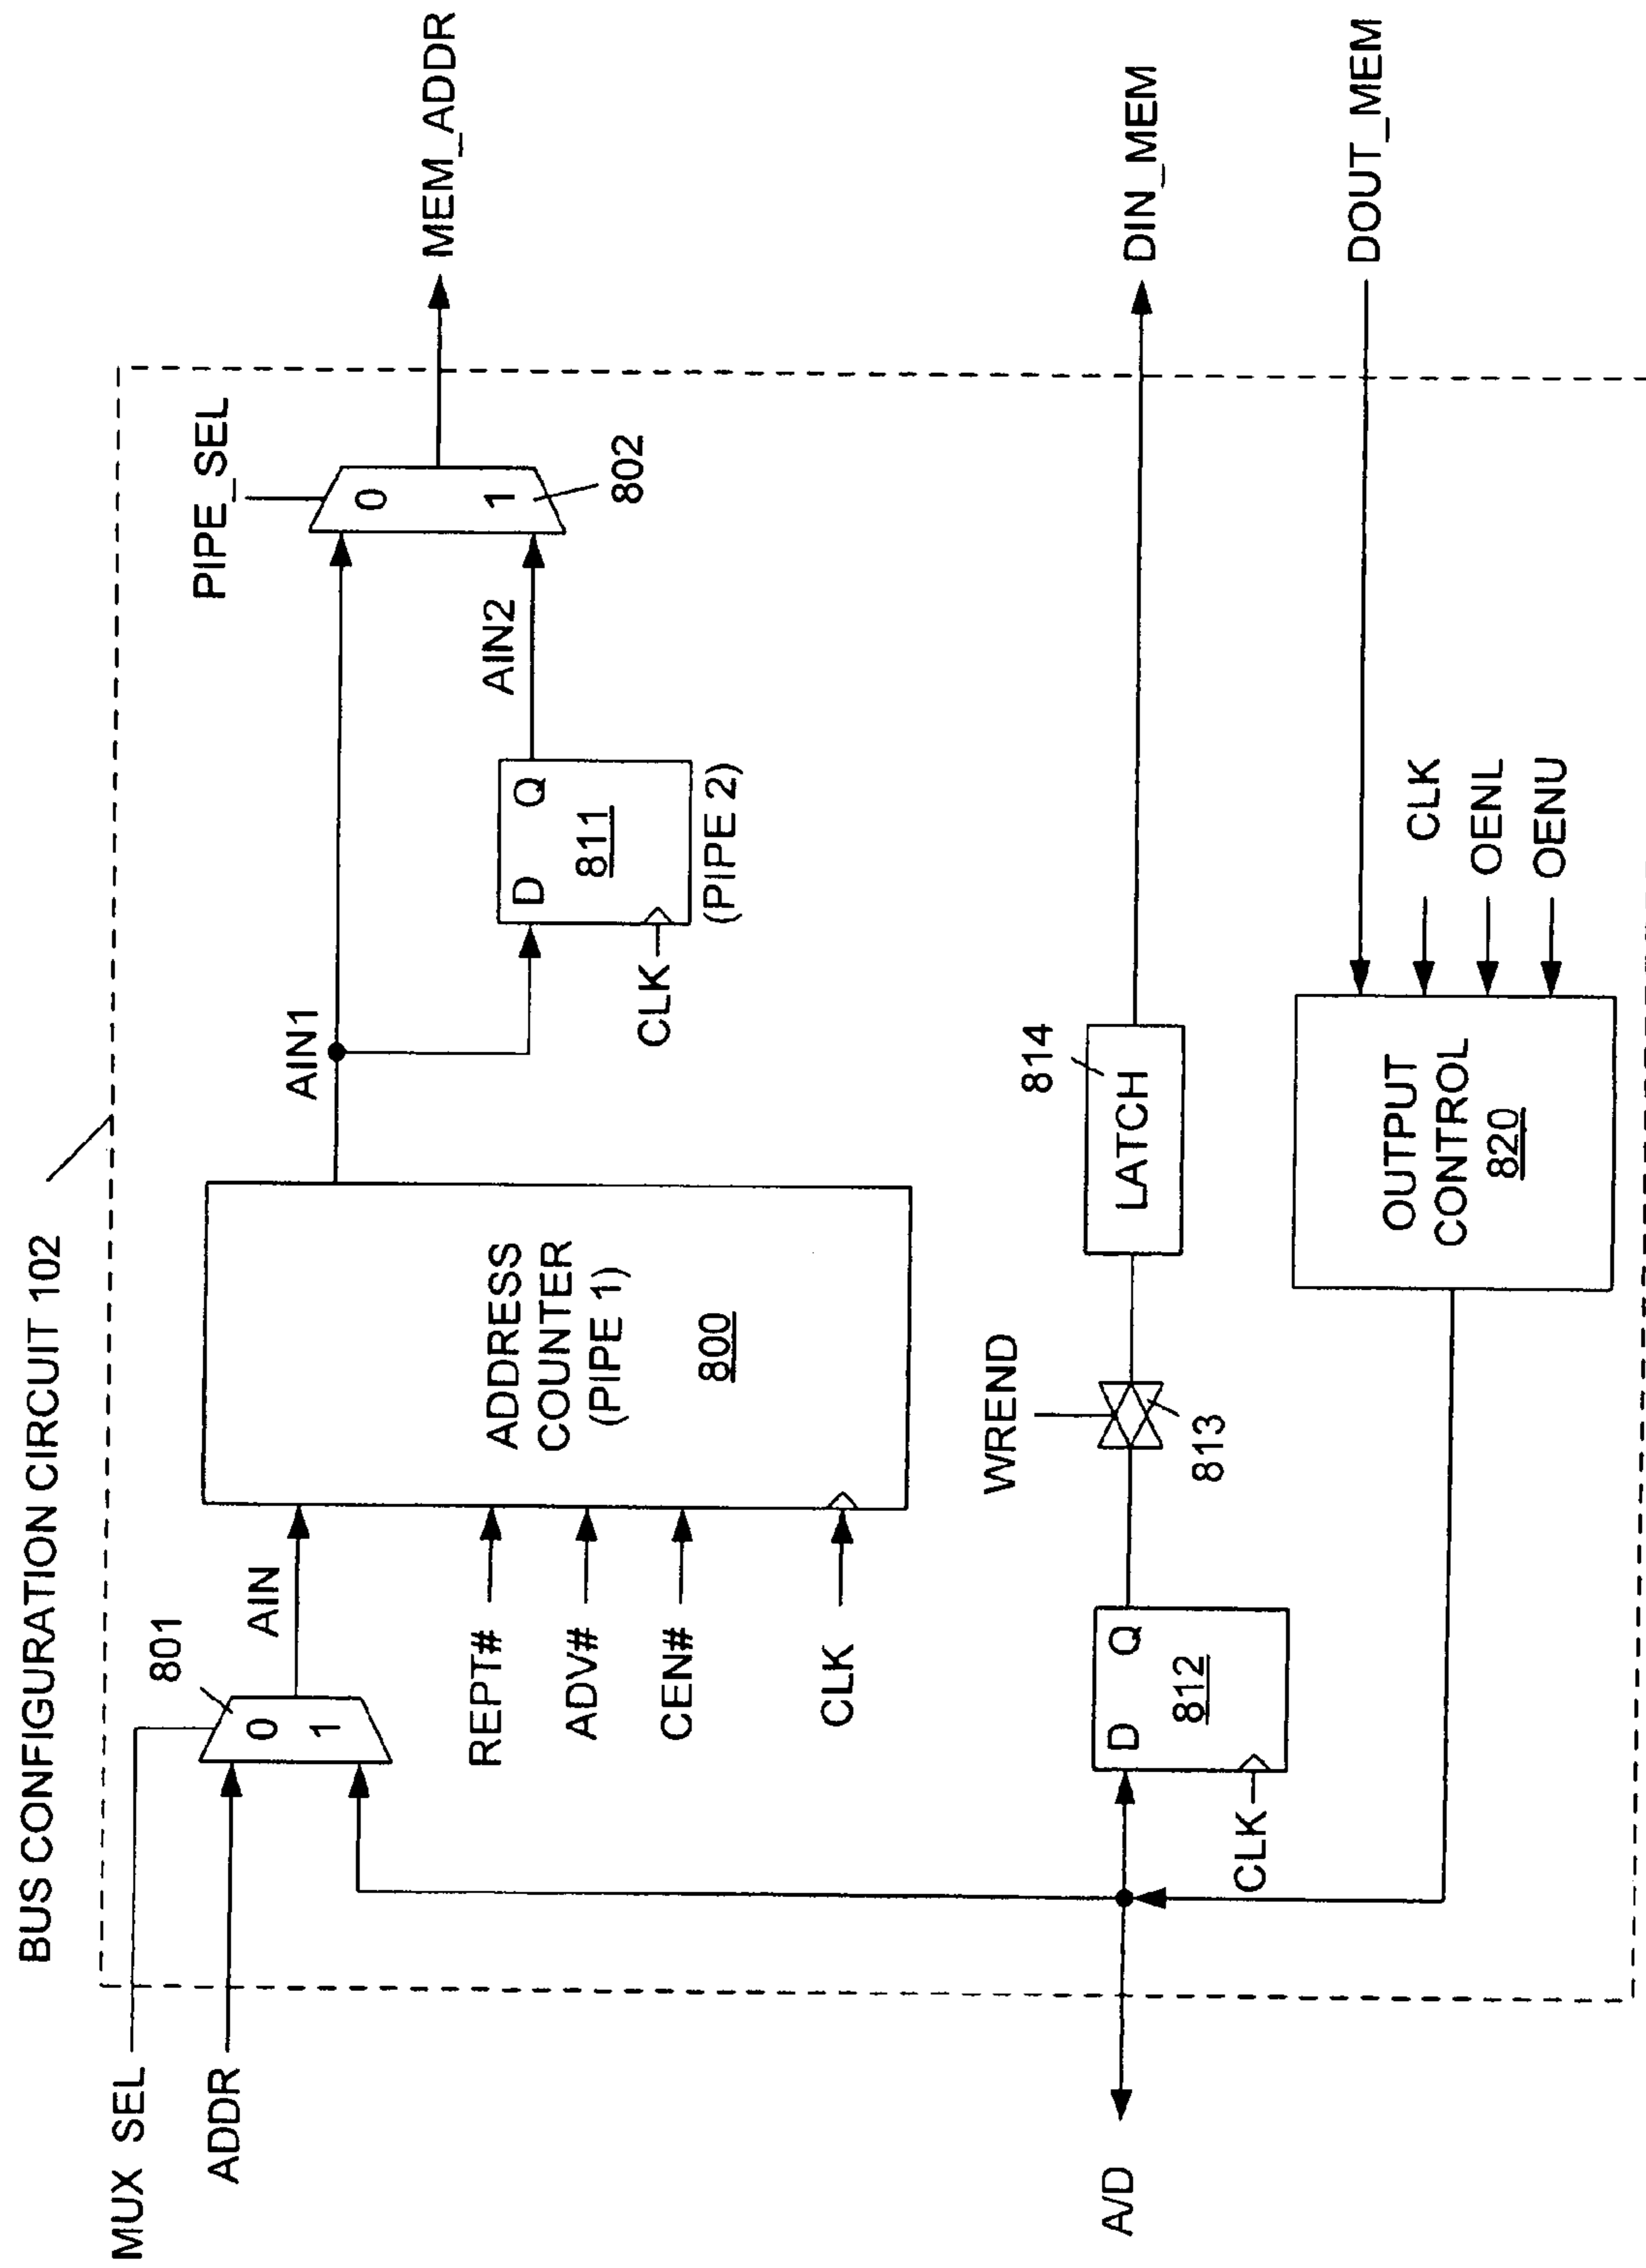 BUS CONFIGURATION CIRCUIT 102
MUX SEL
ADDR
801
0
1
AIN
REPT#
ADV#
CEN#
CLK
ADDRESS
COUNTER
(PIPE 1)
800
AIN1
D Q
811
CLK
(PIPE 2)
AIN2
PIPE_SEL
0
1
802
MEM_ADDR
A/D
D Q
812
CLK
WREND
813
814
LATCH
DIN_MEM
OUTPUT
CONTROL
820
CLK
OENL
OENU
DOUT_MEM